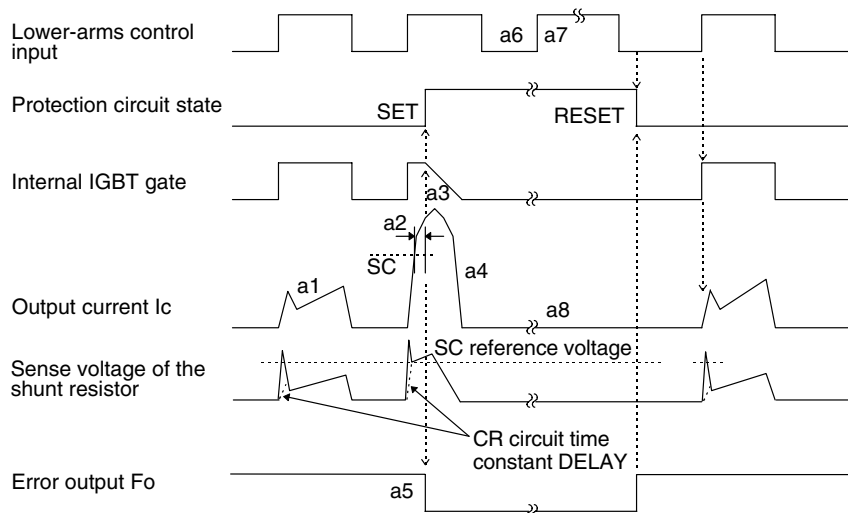 Lower-arms control
input
a6
a7
Protection circuit state
SET
RESET
Internal IGBT gate
a3
a2
SC
a4
Output current Ic
a1
a8
SC reference voltage
Sense voltage of the
shunt resistor
CR circuit time
constant DELAY
Error output Fo
a5